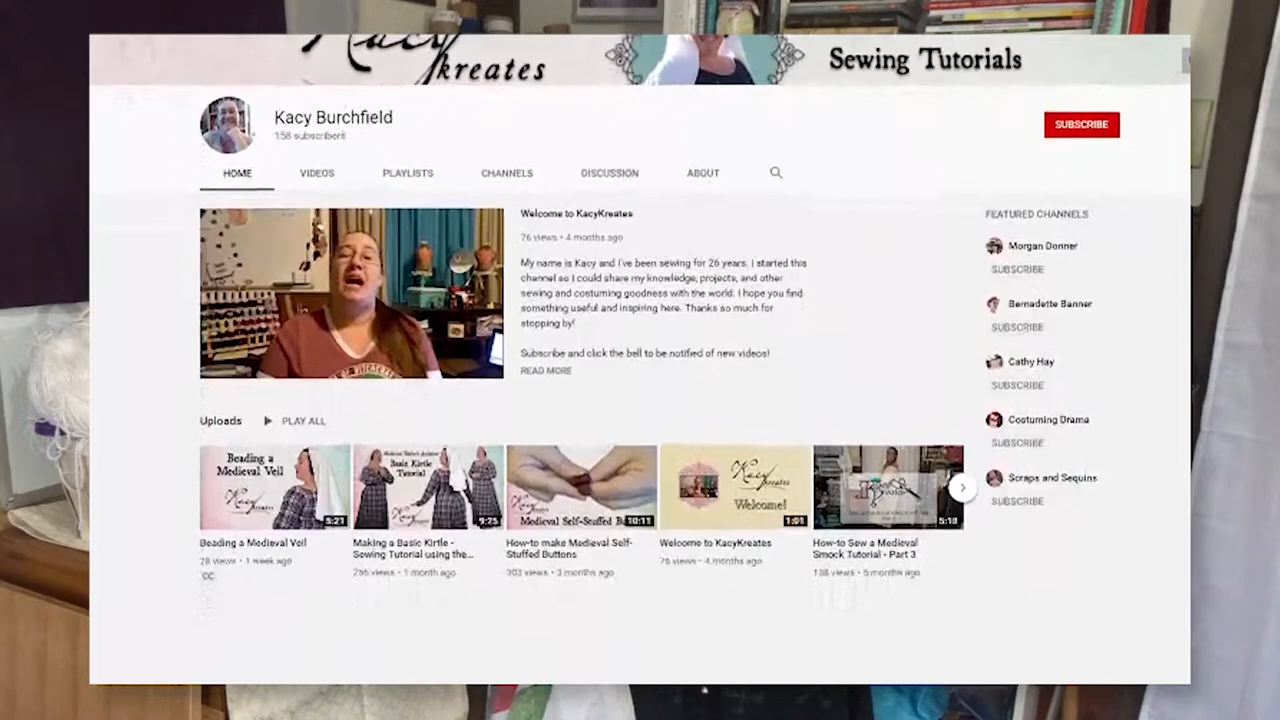 Kacy
kreates
Sewing Tutorials
Kacy Burchfield
158 subscribers
SUBSCRIBE
HOME VIDEOS PLAYLISTS CHANNELS DISCUSSION ABOUT
Welcome to KacyKreates
76 views • 4 months ago
My name is Kacy and I've been sewing for 26 years. I started this
channel so I could share my knowledge, projects, and other
sewing and costuming goodness with the world. I hope you find
something useful and inspiring here. Thanks so much for
stopping by!
Subscribe and click the bell to be notified of new videos!
READ MORE
FEATURED CHANNELS
Morgan Donner
SUBSCRIBE
Bernadette Banner
SUBSCRIBE
Cathy Hay
SUBSCRIBE
Costuming Drama
SUBSCRIBE
Scraps and Sequins
SUBSCRIBE
Uploads PLAY ALL
Beading a
Medieval Veil
5:21
Beading a Medieval Veil
28 views • 1 week ago
CC
Basic Kirtle
Tutorial
9:25
Making a Basic Kirtle -
Sewing Tutorial using the...
256 views • 1 month ago
Medieval Self-Stuffed B
10:11
How-to make Medieval Self-
Stuffed Buttons
303 views • 3 months ago
Kacy
kreates
Welcome!
1:01
Welcome to KacyKreates
76 views • 4 months ago
5:18
How-to Sew a Medieval
Smock Tutorial - Part 3
138 views • 5 months ago